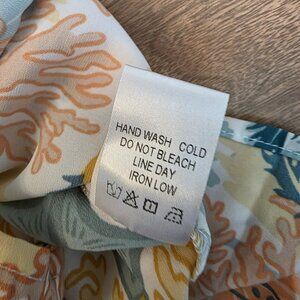 HAND WASH COLD
DO NOT BLEACH
LINE DAY
IRON LOW